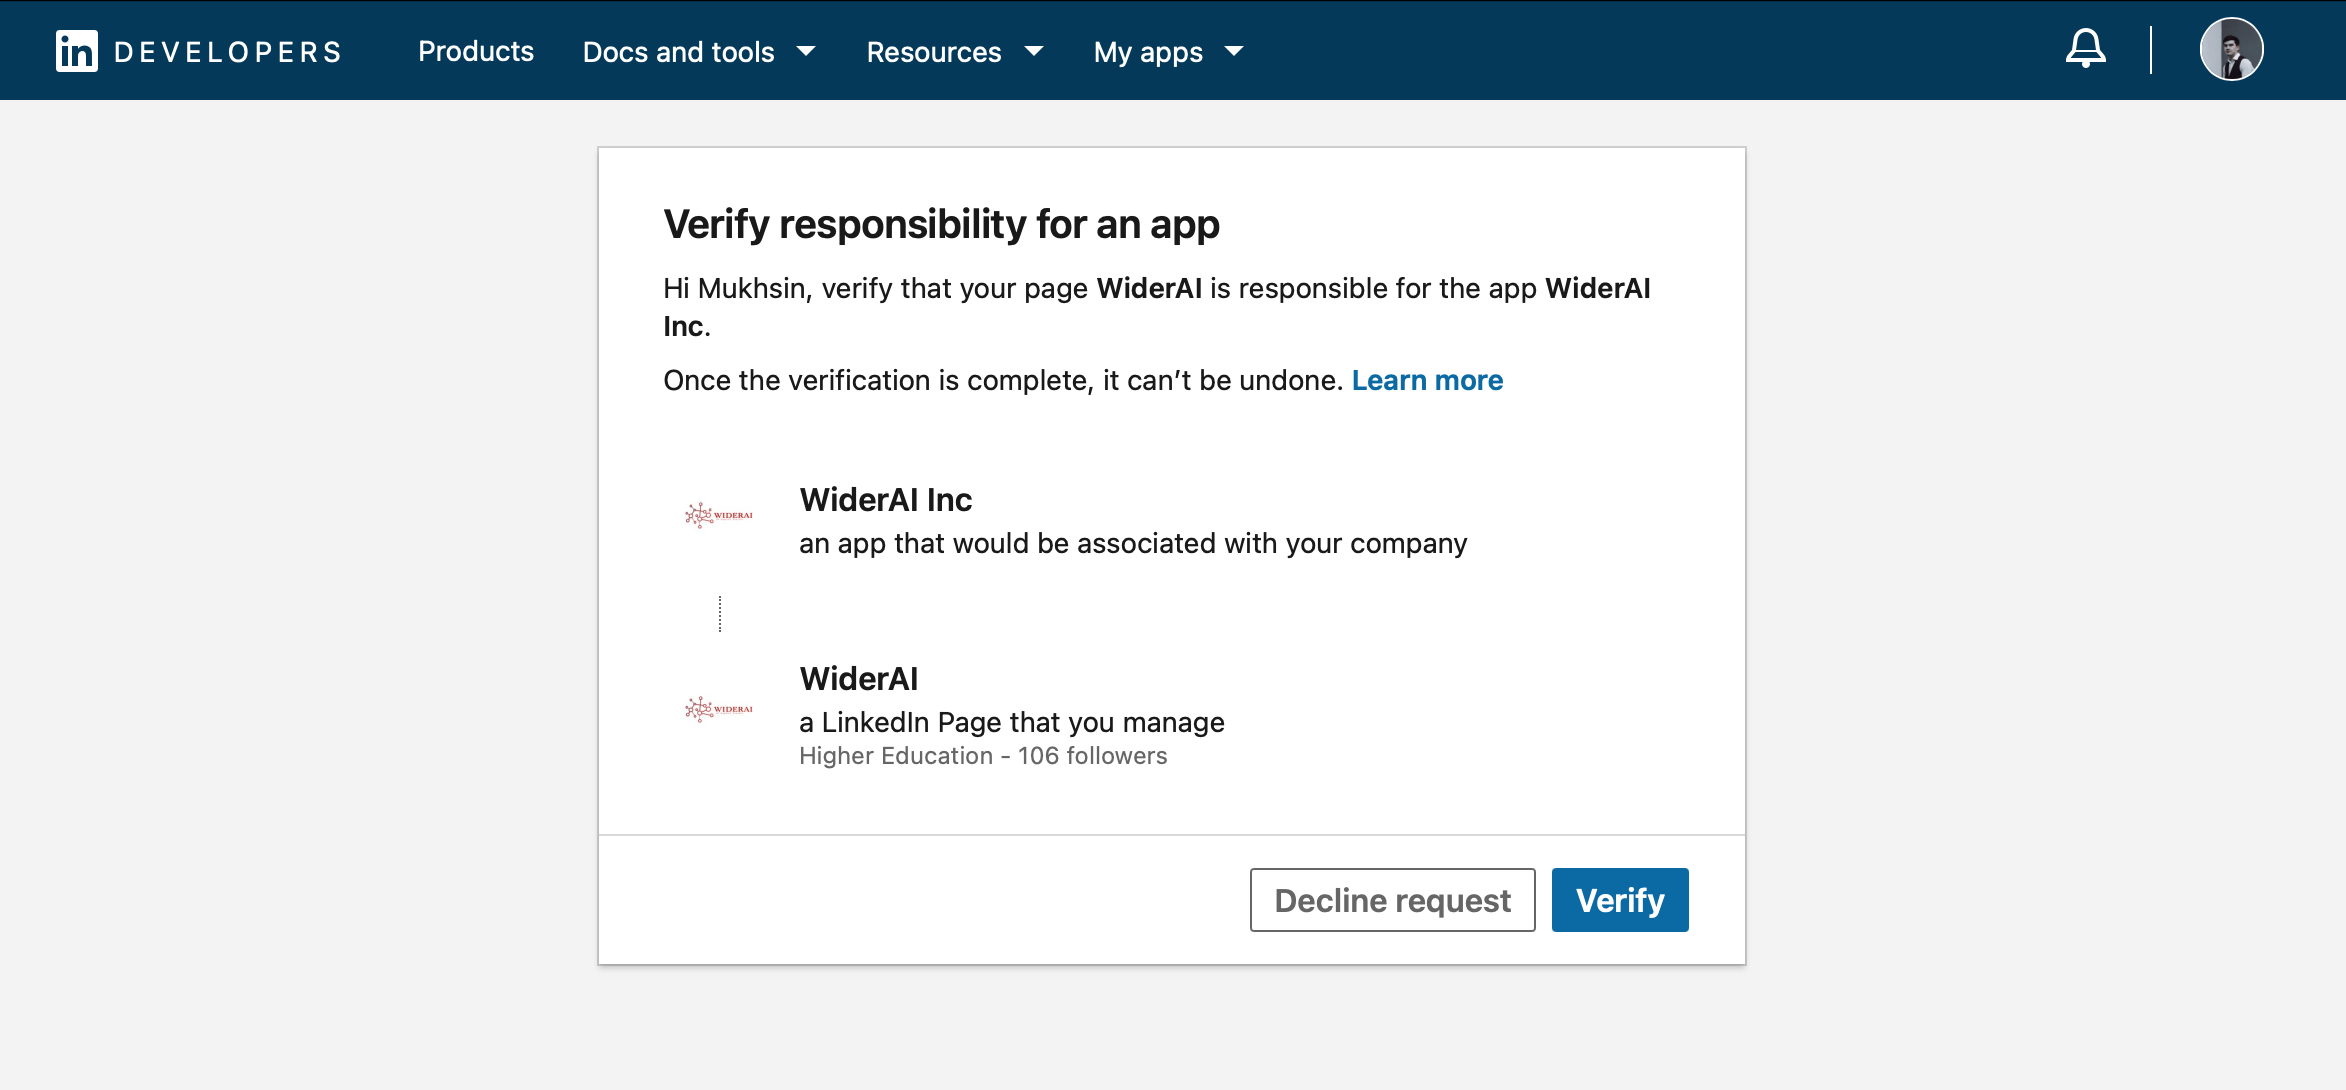 in DEVELOPERS Products Docs and tools Resources My apps
Verify responsibility for an app
Hi Mukhsin, verify that your page WiderAI is responsible for the app WiderAI
Inc.
Once the verification is complete, it can't be undone. Learn more
WiderAI Inc
WIDERAI
an app that would be associated with your company
WiderAI
WIDERAI
a LinkedIn Page that you manage
Higher Education - 106 followers
Decline request Verify